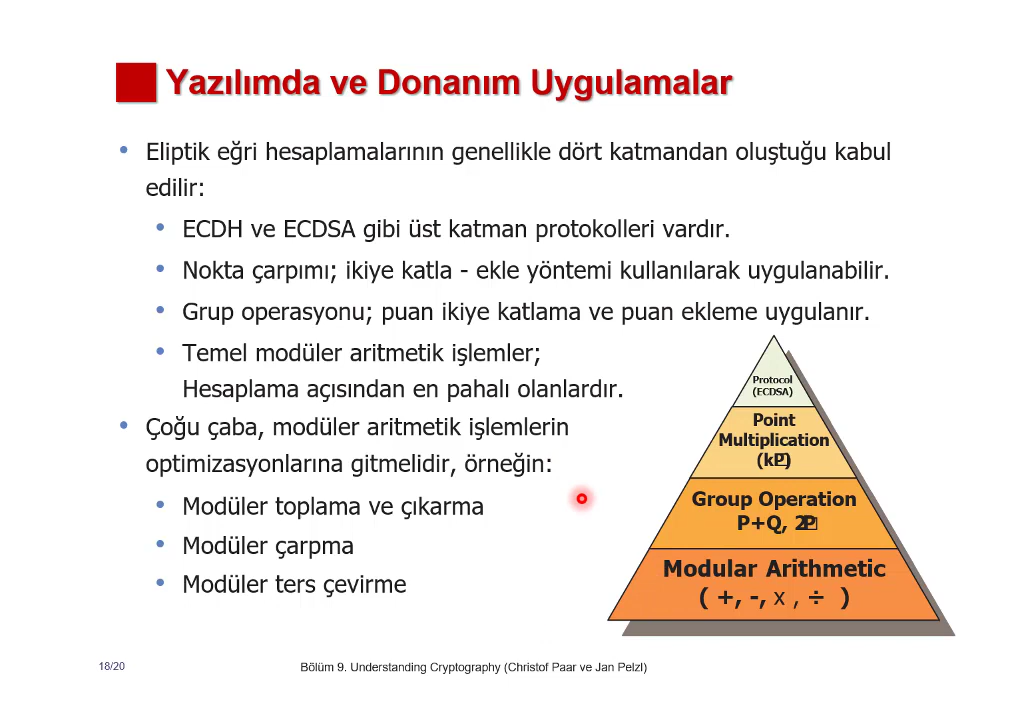 Yazılımda ve Donanım Uygulamalar
• Eliptik eğri hesaplamalarının genellikle dört katmandan oluştuğu kabul
edilir:
• ECDH ve ECDSA gibi üst katman protokolleri vardır.
• Nokta çarpımı; ikiye katla - ekle yöntemi kullanılarak uygulanabilir.
• Grup operasyonu; puan ikiye katlama ve puan ekleme uygulanır.
• Temel modüler aritmetik işlemler;
Hesaplama açısından en pahalı olanlardır.
• Çoğu çaba, modüler aritmetik işlemlerin
optimizasyonlarına gitmelidir, örneğin:
• Modüler toplama ve çıkarma
• Modüler çarpma
• Modüler ters çevirme
Protocol
(ECDSA)
Point
Multiplication
(kP)
Group Operation
P+Q, 2P
Modular Arithmetic
( +, -, x , ÷ )
18/20
Bölüm 9. Understanding Cryptography (Christof Paar ve Jan Pelzl)